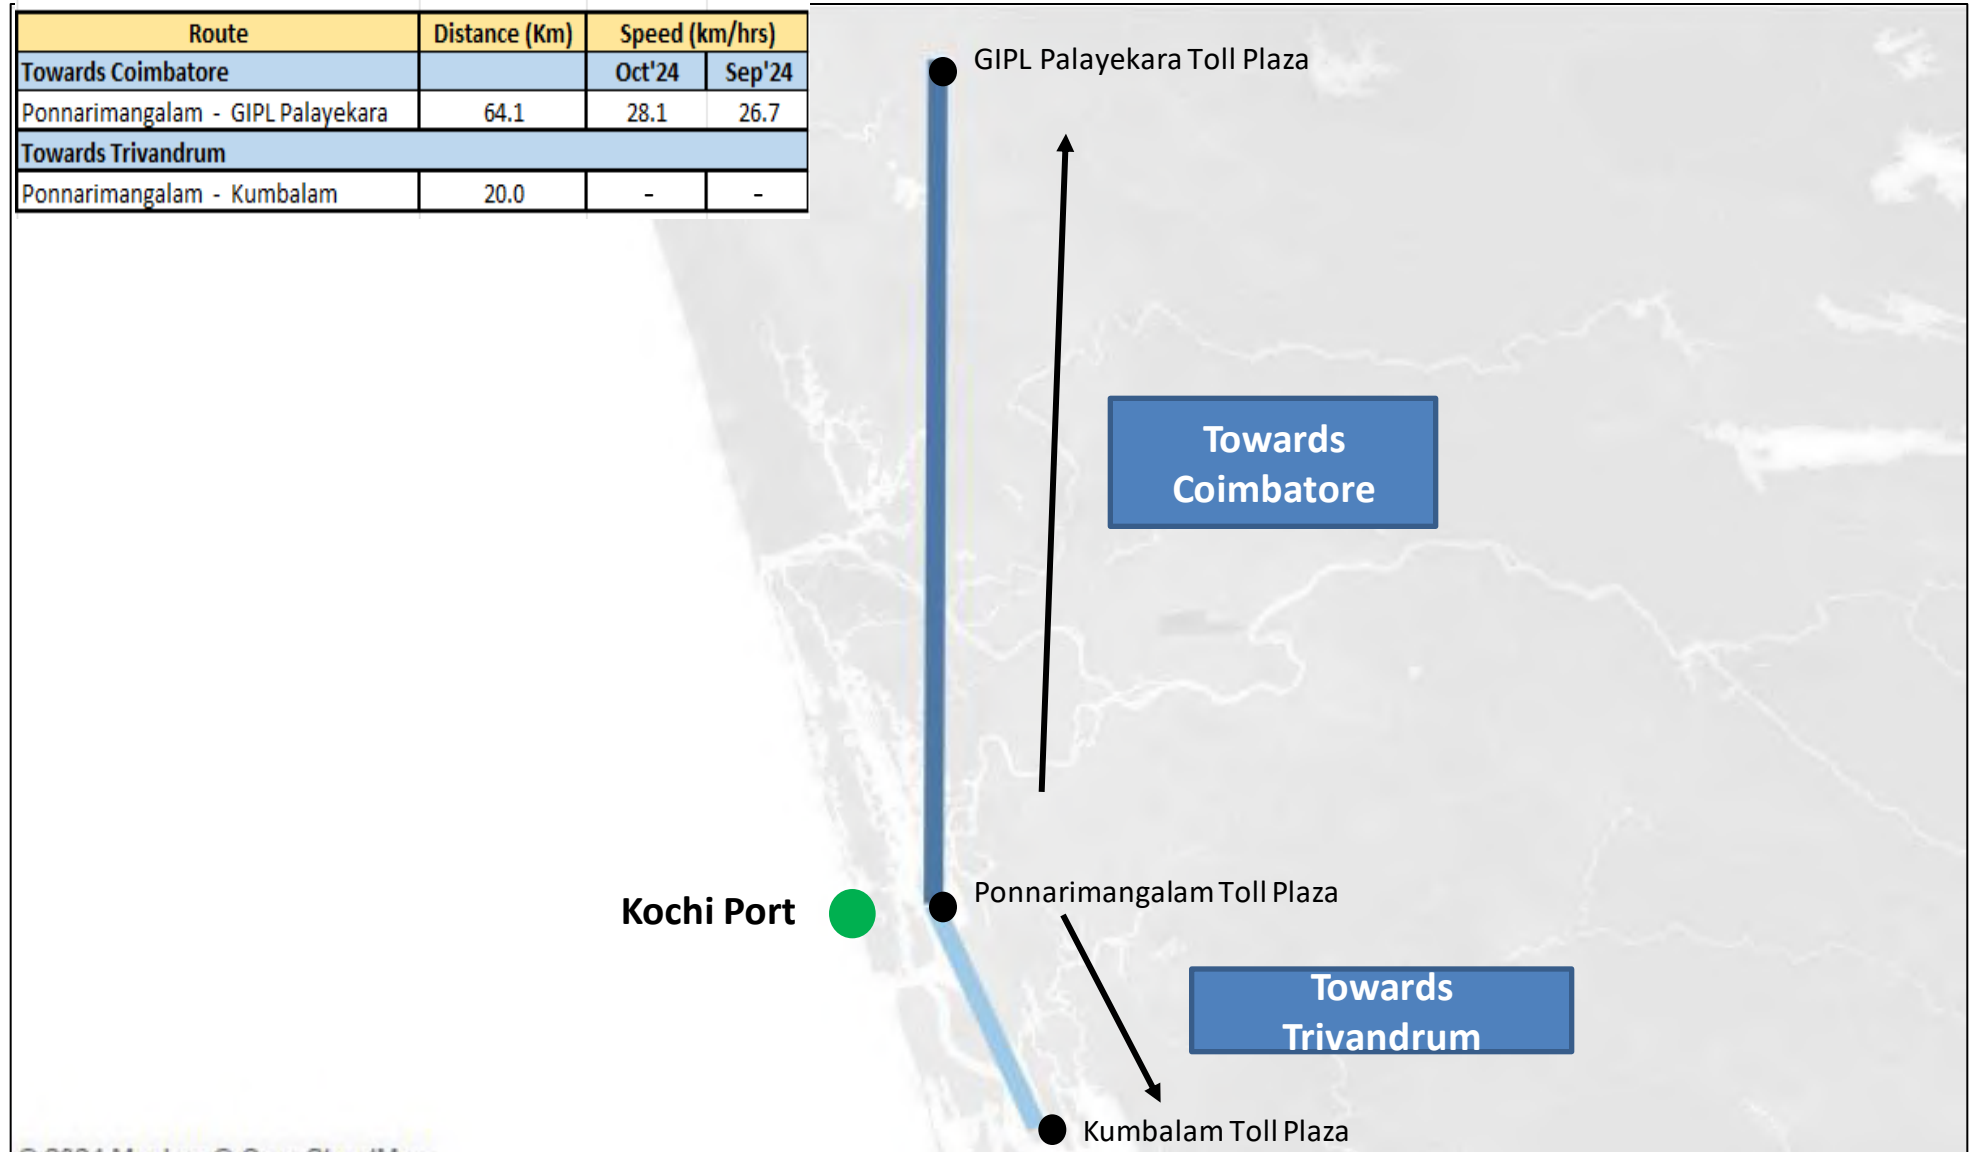 Route Distance (Km) Speed (km/hrs)
Towards Coimbatore Oct'24 Sep'24
Ponnarimangalam - GIPL Palayekara 64.1 28.1 26.7
Towards Trivandrum
Ponnarimangalam - Kumbalam 20.0 - -
GIPL Palayekara Toll Plaza
Towards
Coimbatore
Ponnarimangalam Toll Plaza
Kochi Port
Towards
Trivandrum
Kumbalam Toll Plaza